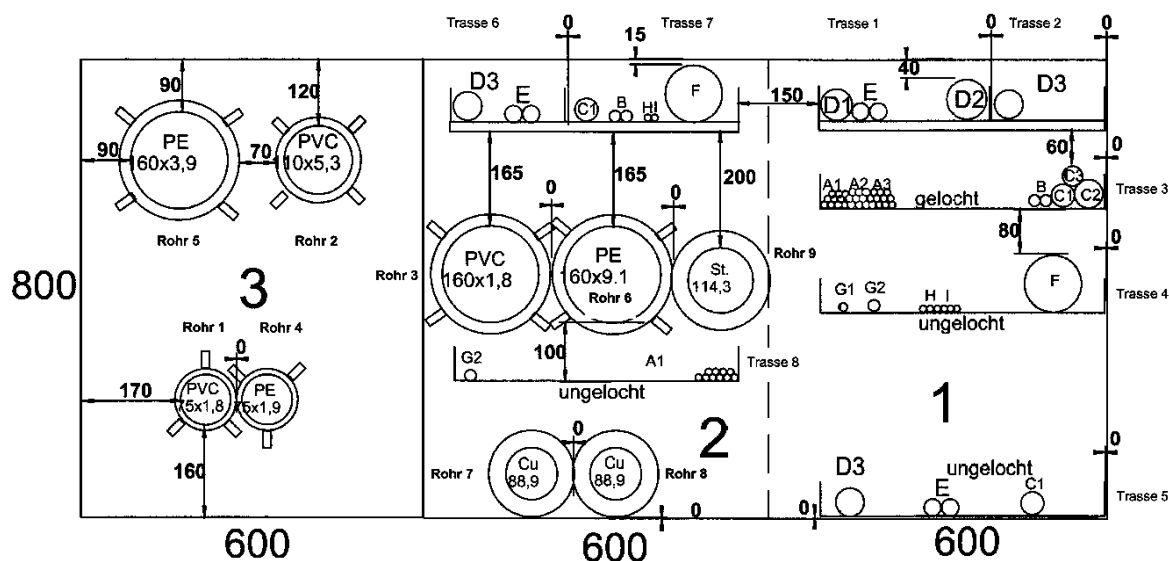 Trasse 6
0
Trasse 7
Trasse 1
0
Trasse 2
0
15
90
120
D3
E
C1
B
HI
F
150
D1
E
40
D2
D3
90
PE
160x3,9
70
PVC
110x5,3
165
165
200
60
0
A1
A2
A3
gelocht
B
C3
C1
C2
Trasse 3
Rohr 5
Rohr 2
0
0
80
0
800
3
Rohr 3
PVC
160x1,8
PE
160x9.1
Rohr 6
St.
114,3
Rohr 9
G1
G2
H
I
F
Trasse 4
ungelocht
Rohr 1
Rohr 4
0
170
PVC
75x1,8
PE
75x1,9
100
G2
A1
Trasse 8
ungelocht
1
160
0
2
0
Rohr 7
Cu
88,9
Cu
88,9
Rohr 8
D3
E
ungelocht
C1
Trasse 5
0
0
600
600
600